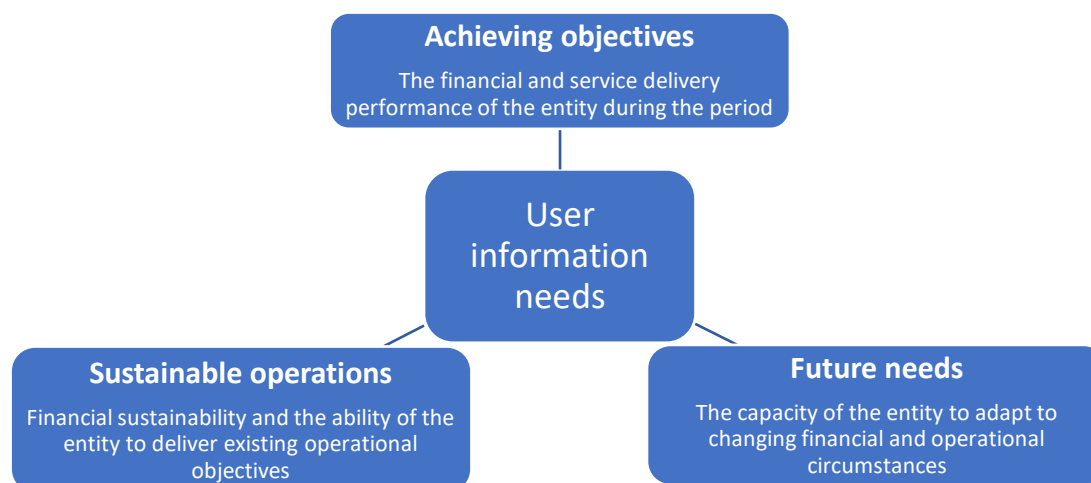 Achieving objectives
The financial and service delivery
performance of the entity during the period
User
information
needs
Sustainable operations
Financial sustainability and the ability of the
entity to deliver existing operational
objectives
Future needs
The capacity of the entity to adapt to
changing financial and operational
circumstances